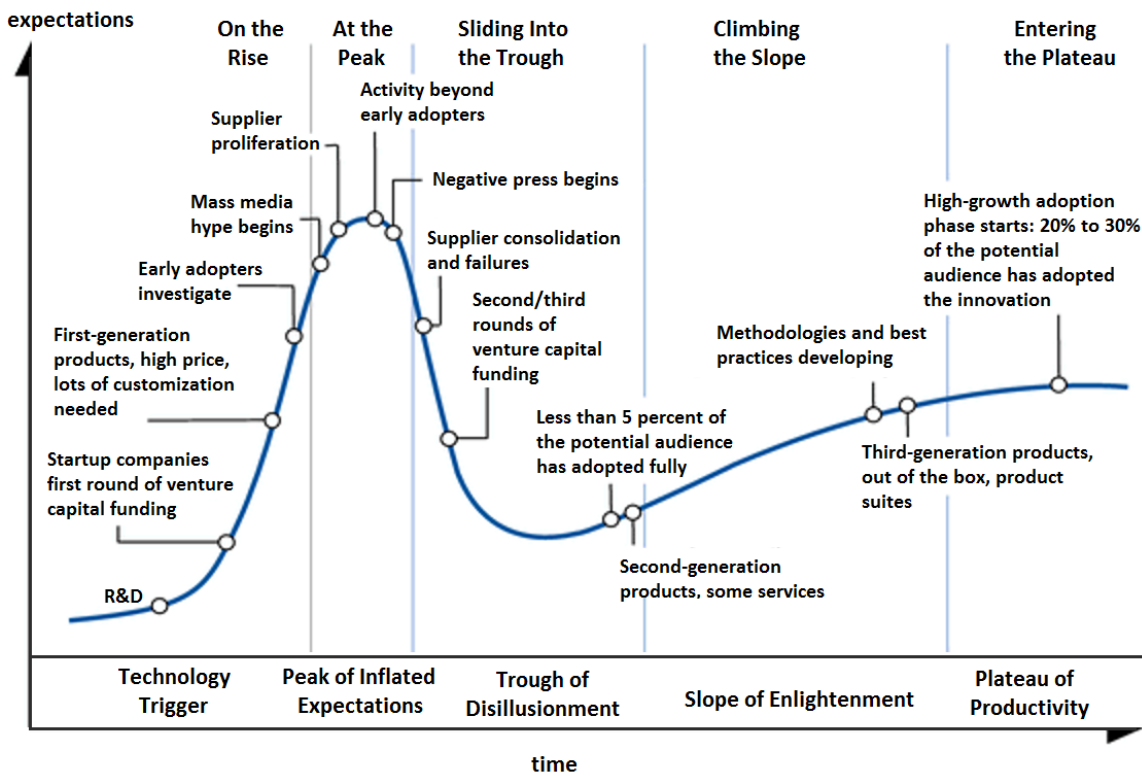 expectations
On the
Rise
At the
Peak
Sliding Into
the Trough
Climbing
the Slope
Entering
the Plateau
Activity beyond
early adopters
Supplier
proliferation
Negative press begins
Mass media
hype begins
High-growth adoption
phase starts: 20% to 30%
of the potential
audience has adopted
the innovation
Supplier consolidation
and failures
Early adopters
investigate
Second/third
rounds of
venture capital
funding
First-generation
products, high price,
lots of customization
needed
Methodologies and best
practices developing
Less than 5 percent of
the potential audience
has adopted fully
Startup companies
first round of venture
capital funding
Third-generation products,
out of the box, product
suites
Second-generation
products, some services
R&D
Technology
Trigger
Peak of Inflated
Expectations
Trough of
Disillusionment
Slope of Enlightenment
Plateau of
Productivity
time